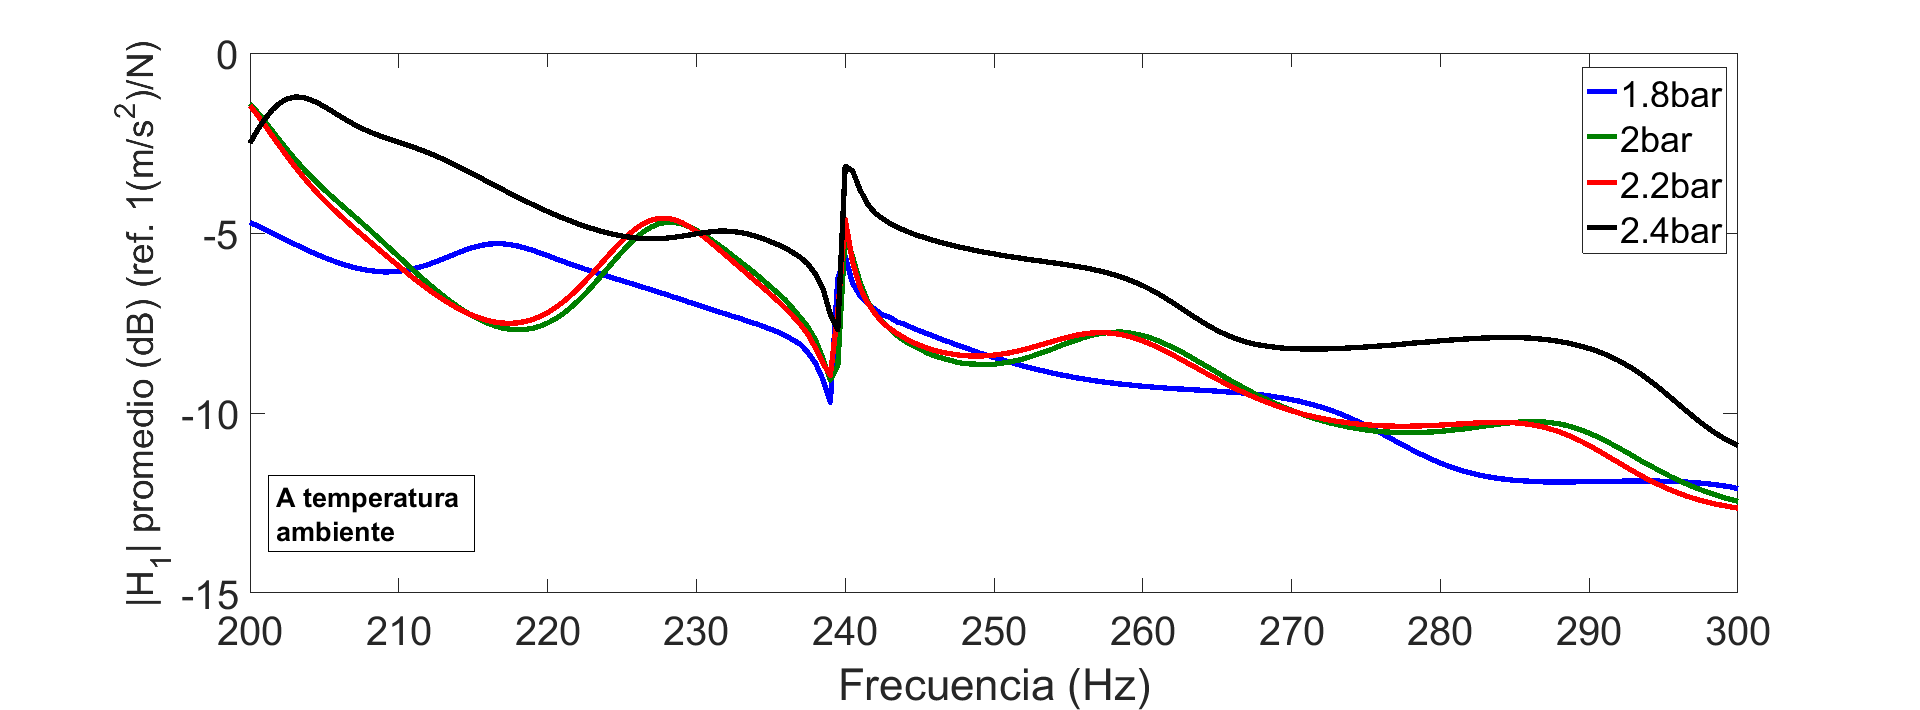 |H1| promedio (dB) (ref. 1(m/s2)/N)
0
-5
-10
-15
200 210 220 230 240 250 260 270 280 290 300
Frecuencia (Hz)
1.8bar
2bar
2.2bar
2.4bar
A temperatura
ambiente